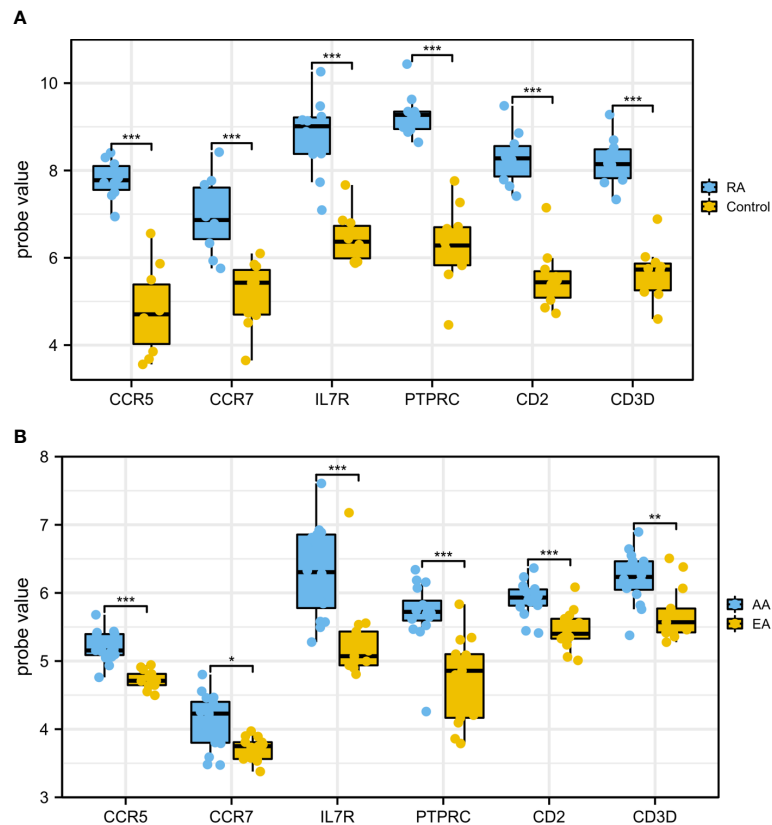 A
*** *** *** *** *** ***
10
8
6
4
probe value
RA
Control
CCR5 CCR7 IL7R PTPRC CD2 CD3D
B
*** * *** *** *** **
8
7
6
5
4
3
probe value
AA
EA
CCR5 CCR7 IL7R PTPRC CD2 CD3D